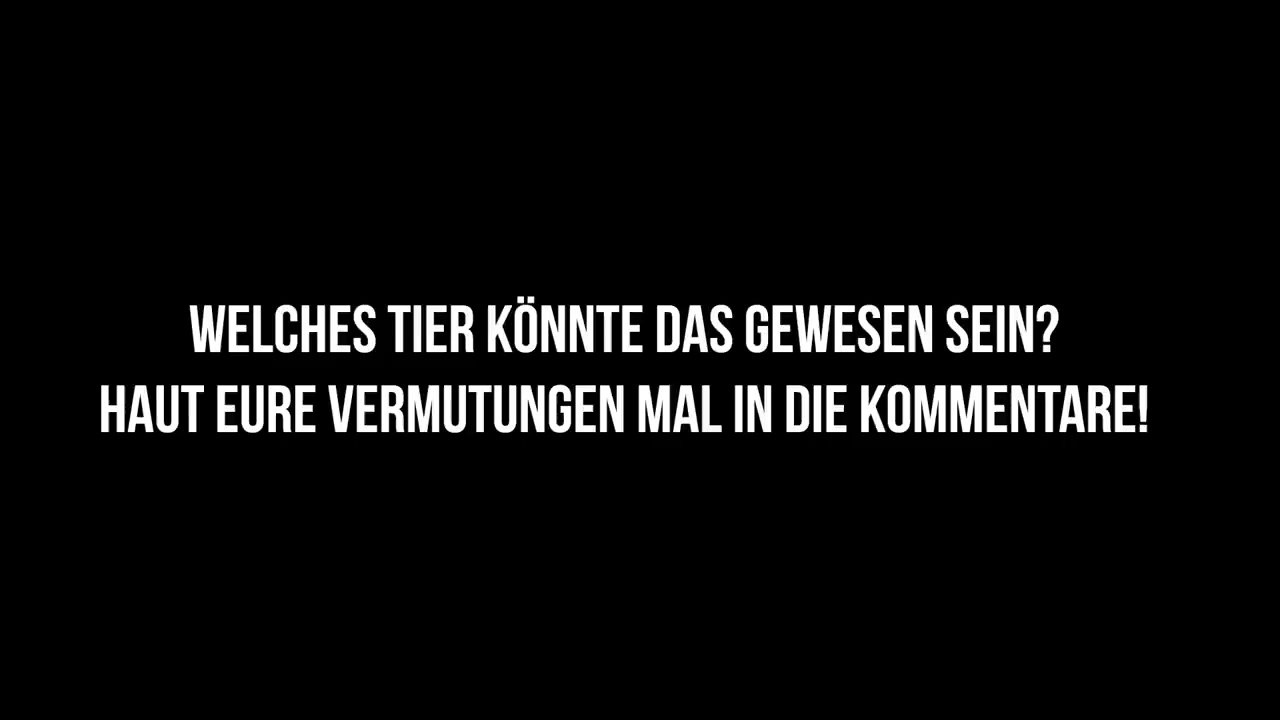 WELCHES TIER KÖNNTE DAS GEWESEN SEIN?
HAUT EURE VERMUTUNGEN MAL IN DIE KOMMENTARE!